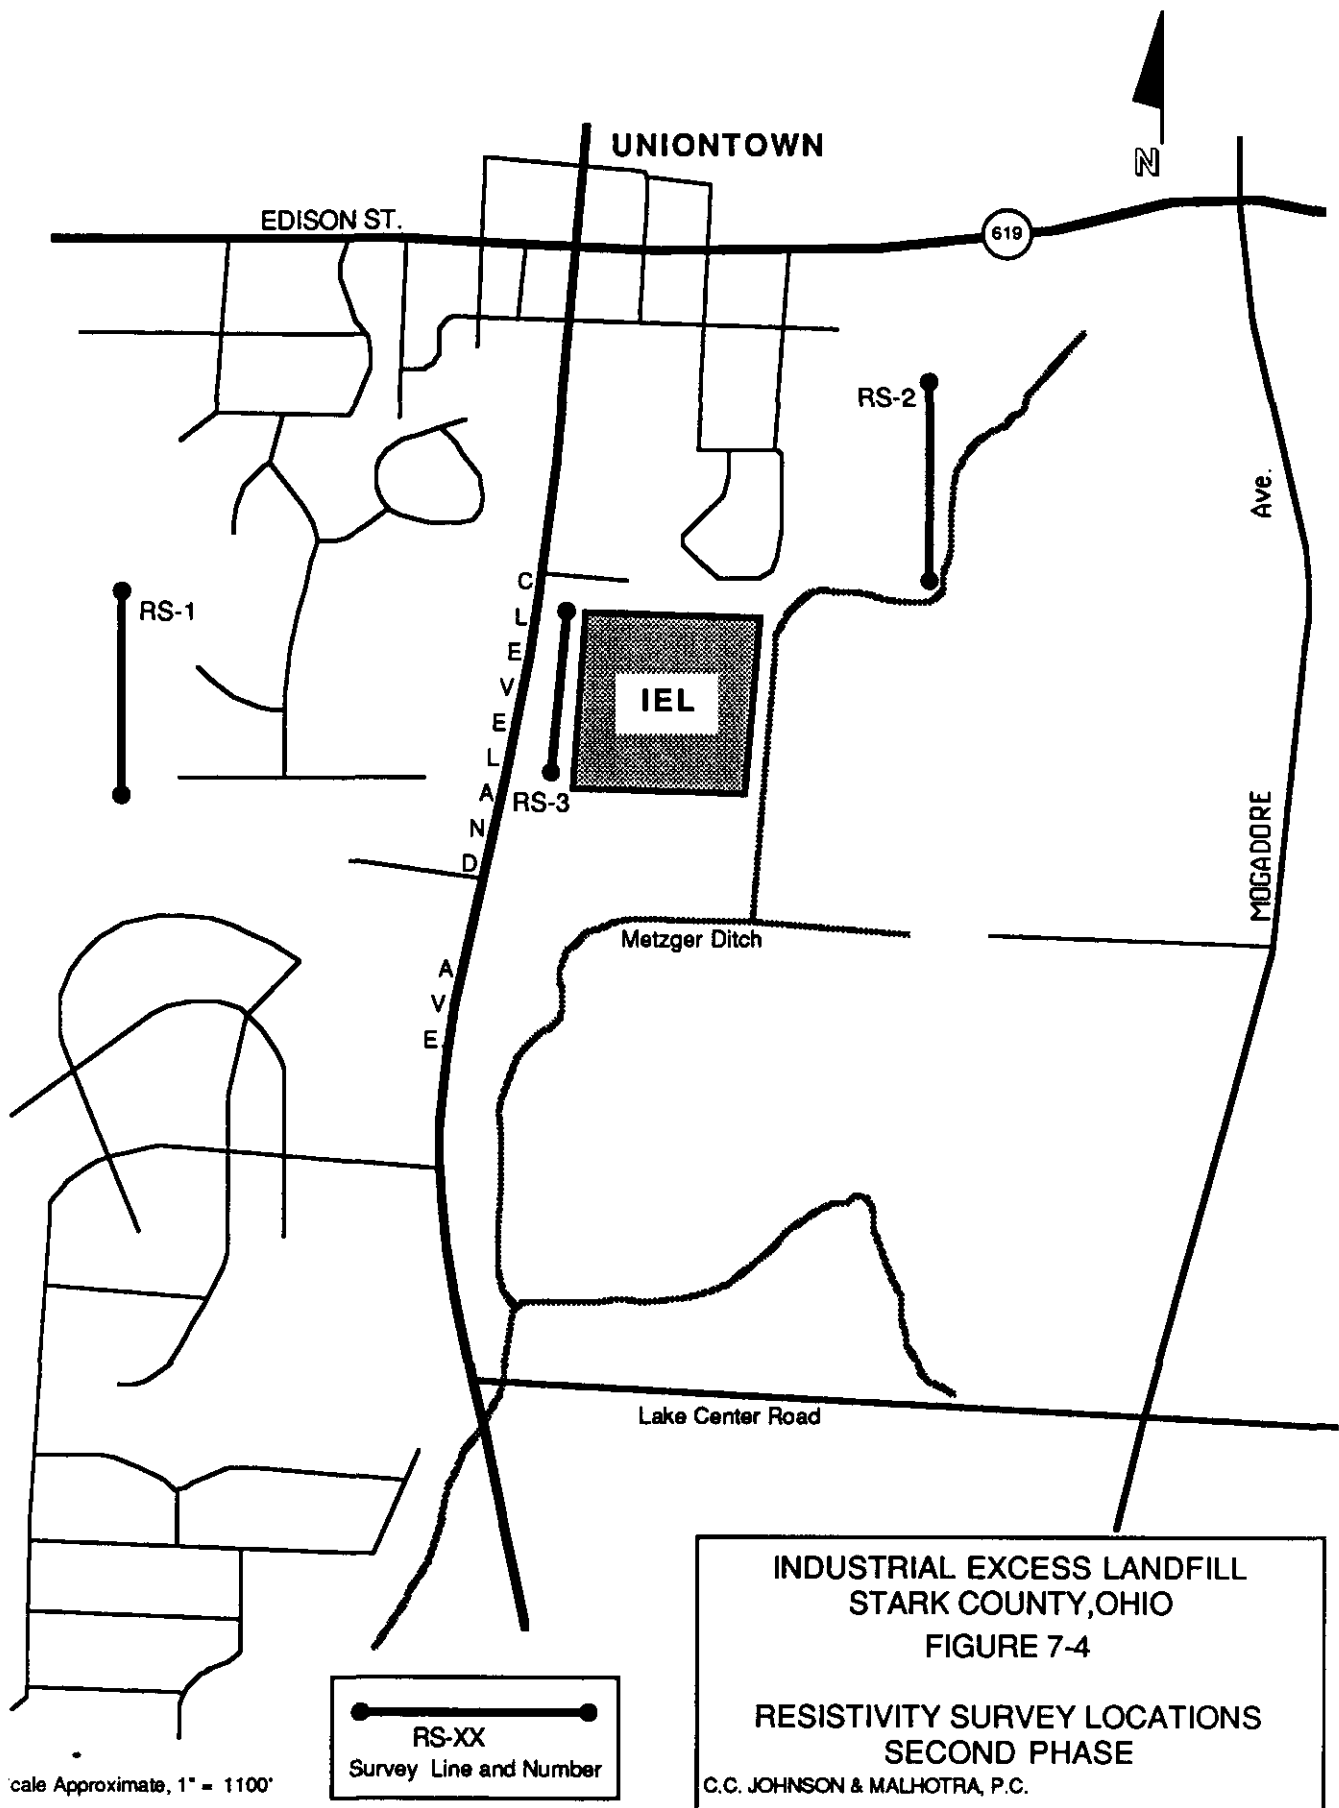 N
UNIONTOWN
EDISON ST.
619
RS-2
Ave.
RS-1
CLEVELAND AVE.
IEL
RS-3
MOGADORE
Metzger Ditch
Lake Center Road
INDUSTRIAL EXCESS LANDFILL
STARK COUNTY,OHIO
FIGURE 7-4
RESISTIVITY SURVEY LOCATIONS
SECOND PHASE
C.C. JOHNSON & MALHOTRA, P.C.
RS-XX
Survey Line and Number
cale Approximate, 1" = 1100'